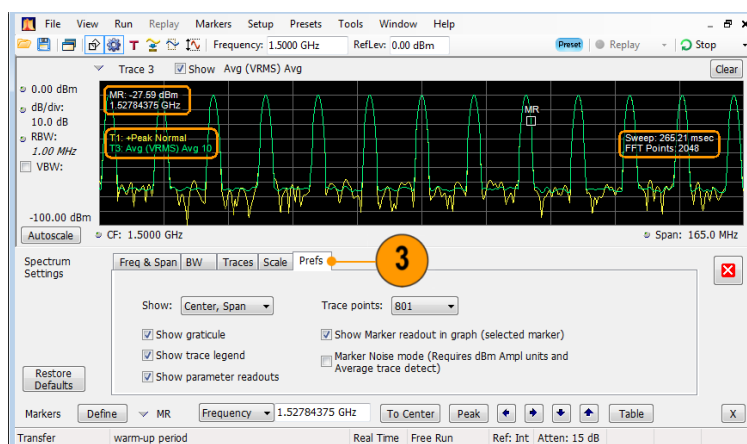 File View Run Replay Markers Setup Presets Tools Window Help
T Frequency: 1.5000 GHz RefLev: 0.00 dBm Preset Replay Stop
Trace 3 Show Avg (VRMS) Avg Clear
0.00 dBm
dB/div:
10.0 dB
RBW:
1.00 MHz
VBW:
-100.00 dBm
MR: -27.59 dBm
1.52784375 GHz
MR
T1: +Peak Normal
T3: Avg (VRMS) Avg 10
Sweep: 265.21 msec
FFT Points: 2048
Autoscale CF: 1.5000 GHz Span: 165.0 MHz
Spectrum
Settings
Freq & Span BW Traces Scale Prefs
3
Show: Center, Span Trace points: 801
Show graticule Show Marker readout in graph (selected marker)
Show trace legend Marker Noise mode (Requires dBm Ampl units and
Average trace detect)
Show parameter readouts
Restore
Defaults
Markers Define MR Frequency 1.52784375 GHz To Center Peak Table X
Transfer warm-up period Real Time Free Run Ref: Int Atten: 15 dB